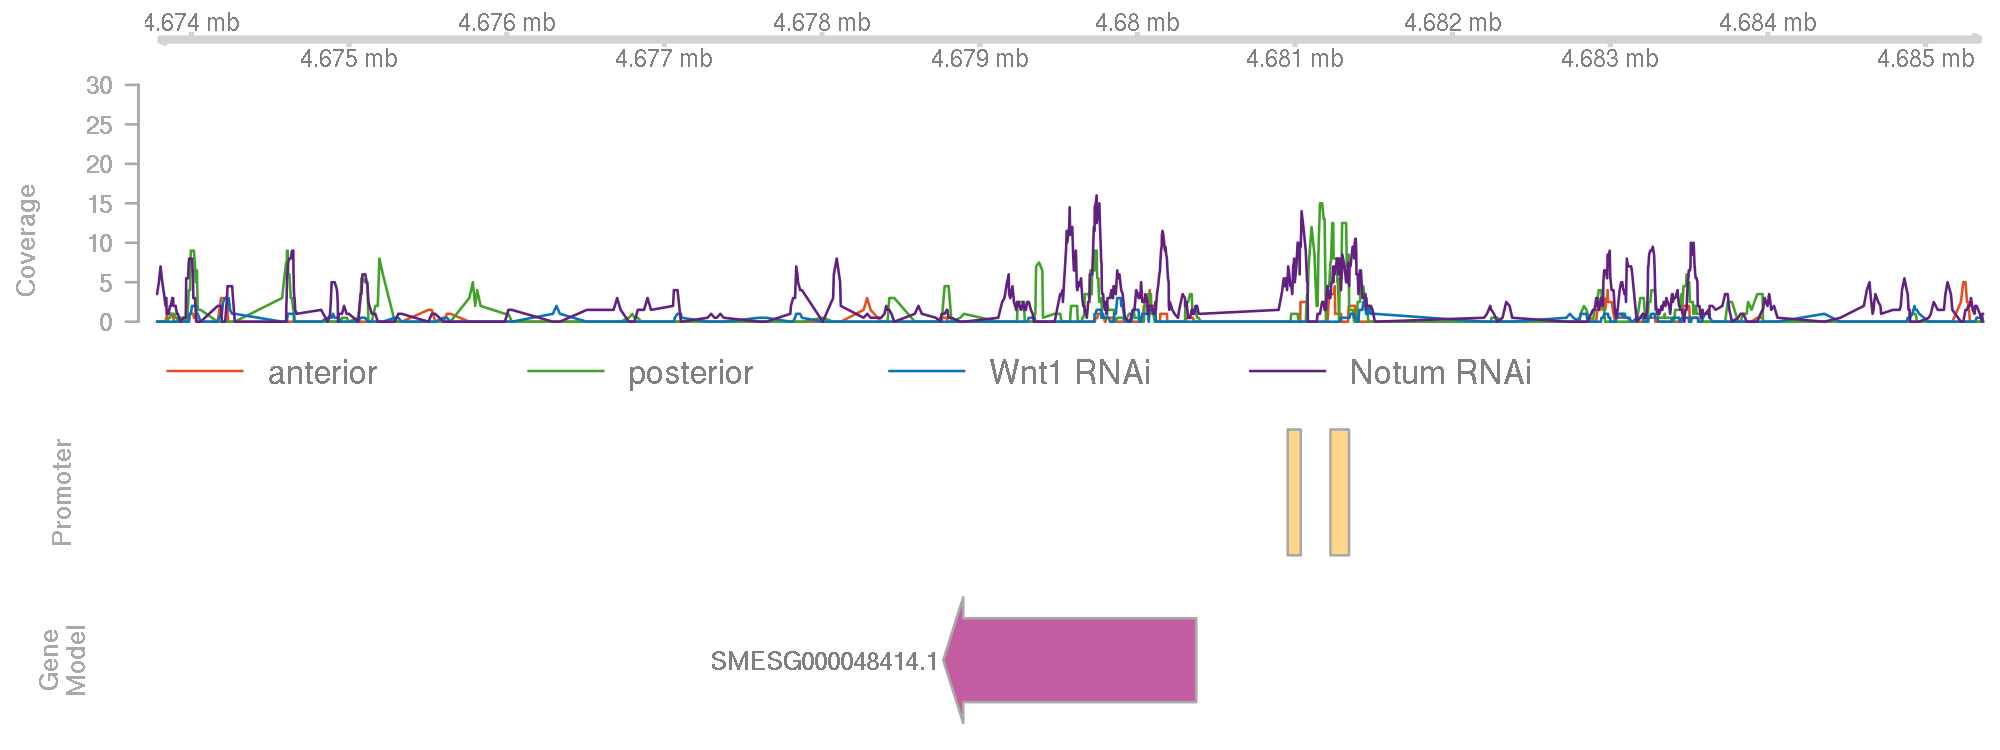 4.674 mb 4.676 mb 4.678 mb 4.68 mb 4.682 mb 4.684 mb
4.675 mb 4.677 mb 4.679 mb 4.681 mb 4.683 mb 4.685 mb
30
25
20
15
10
5
0
Coverage
anterior posterior Wnt1 RNAi Notum RNAi
Promoter
Gene
Model
SMESG000048414.1